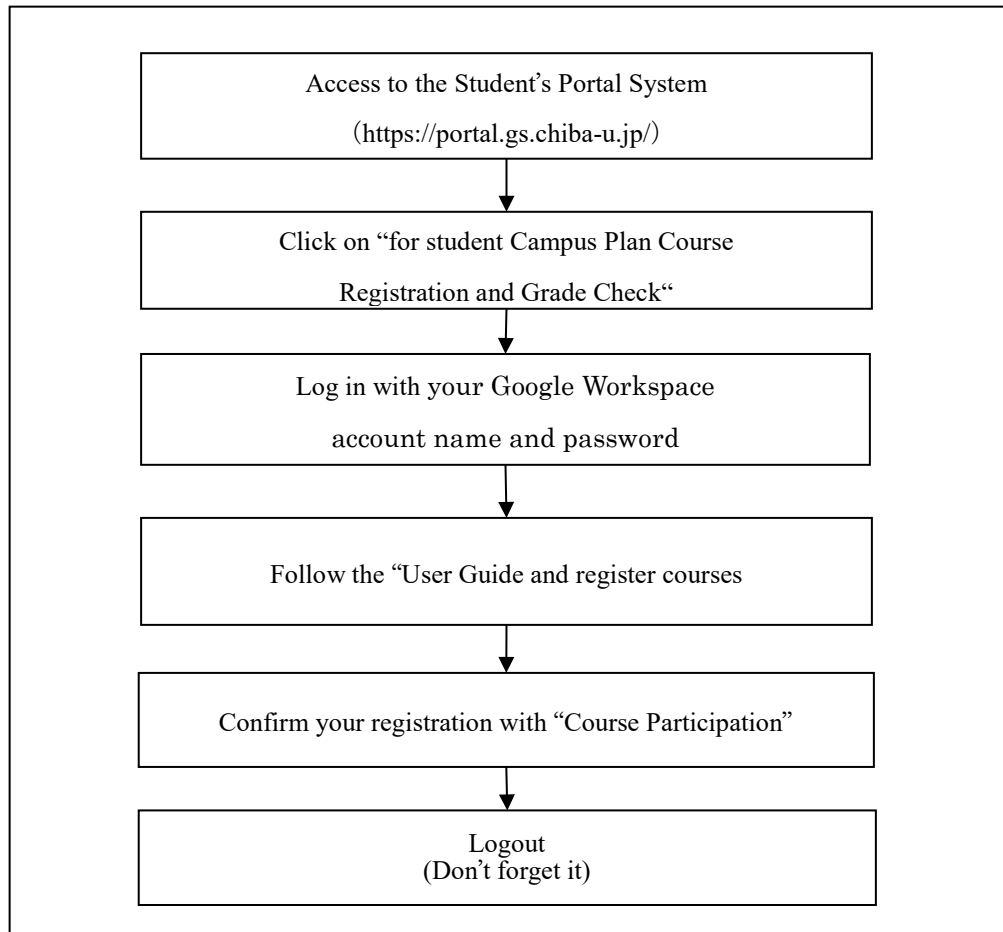 Access to the Student’s Portal System
（https://portal.gs.chiba-u.jp/）
Click on “for student Campus Plan Course
Registration and Grade Check“
Log in with your Google Workspace
account name and password
Follow the “User Guide and register courses
Confirm your registration with “Course Participation”
Logout
(Don’t forget it)